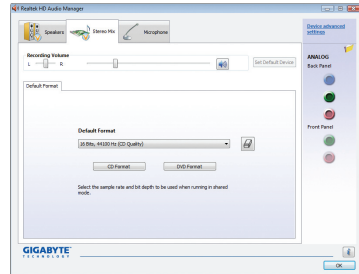 Realtek HD Audio Manager
Speakers
Stereo Mix
Microphone
Device advanced
settings
Recording Volume
L
R
Set Default Device
ANALOG
Back Panel
Default Format
Default Format
16 Bits, 44100 Hz (CD Quality)
CD Format
DVD Format
Select the sample rate and bit depth to be used when running in shared
mode.
Front Panel
GIGABYTE
TECHNOLOGY
OK